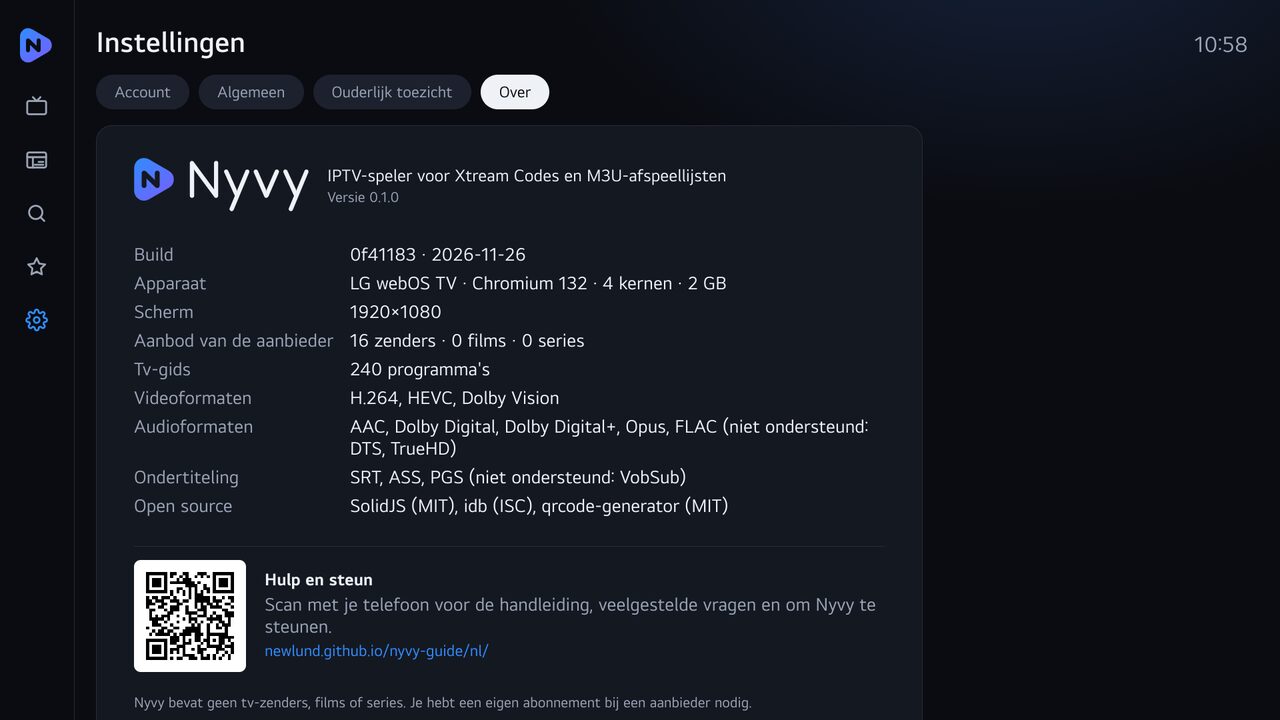 Instellingen
10:58
Account
Algemeen
Ouderlijk toezicht
Over
Nyvy
IPTV-speler voor Xtream Codes en M3U-afspeellijsten
Versie 0.1.0
Build 0f41183 · 2026-11-26
Apparaat LG webOS TV · Chromium 132 · 4 kernen · 2 GB
Scherm 1920×1080
Aanbod van de aanbieder 16 zenders · 0 films · 0 series
Tv-gids 240 programma's
Videoformaten H.264, HEVC, Dolby Vision
Audioformaten AAC, Dolby Digital, Dolby Digital+, Opus, FLAC (niet ondersteund:
DTS, TrueHD)
Ondertiteling SRT, ASS, PGS (niet ondersteund: VobSub)
Open source SolidJS (MIT), idb (ISC), qrcode-generator (MIT)
Hulp en steun
Scan met je telefoon voor de handleiding, veelgestelde vragen en om Nyvy te
steunen.
newlund.github.io/nyvy-guide/nl/
Nyvy bevat geen tv-zenders, films of series. Je hebt een eigen abonnement bij een aanbieder nodig.